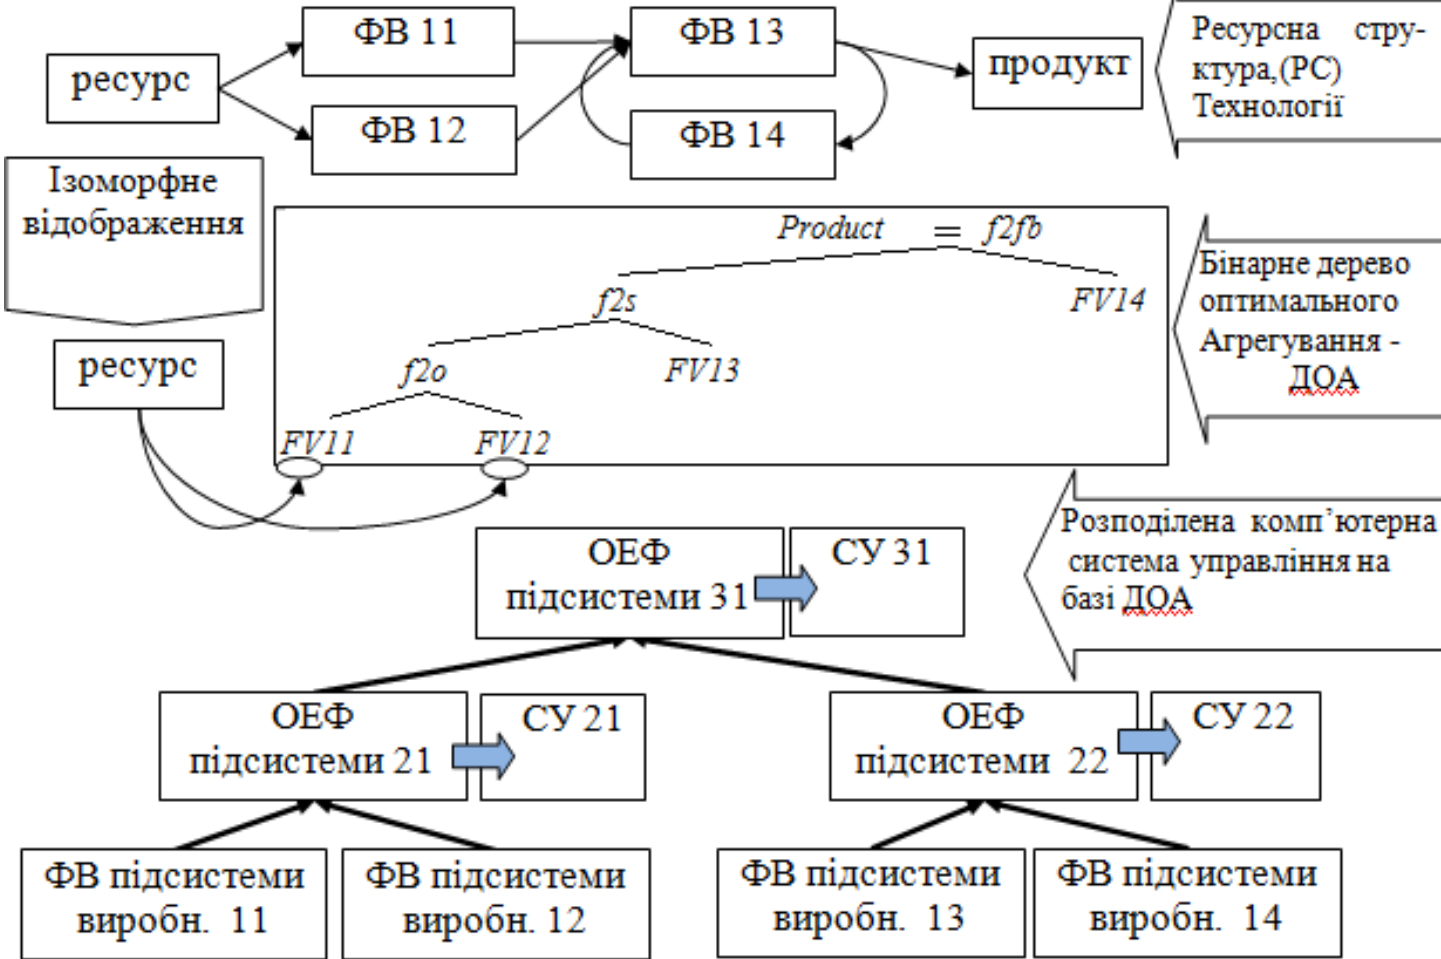 ресурс
ФВ 11
ФВ 12
ФВ 13
ФВ 14
продукт
Ресурсна стру-
ктура,(РС)
Технології
Ізоморфне
відображення
Product = f2fb
f2s
FV14
f2o
FV13
FV11
FV12
ресурс
Бінарне дерево
оптимального
Агрегування -
ДОА
Розподілена комп’ютерна
система управління на
базі ДОА
ОЕФ
підсистеми 31
СУ 31
ОЕФ
підсистеми 21
СУ 21
ОЕФ
підсистеми 22
СУ 22
ФВ підсистеми
виробн. 11
ФВ підсистеми
виробн. 12
ФВ підсистеми
виробн. 13
ФВ підсистеми
виробн. 14